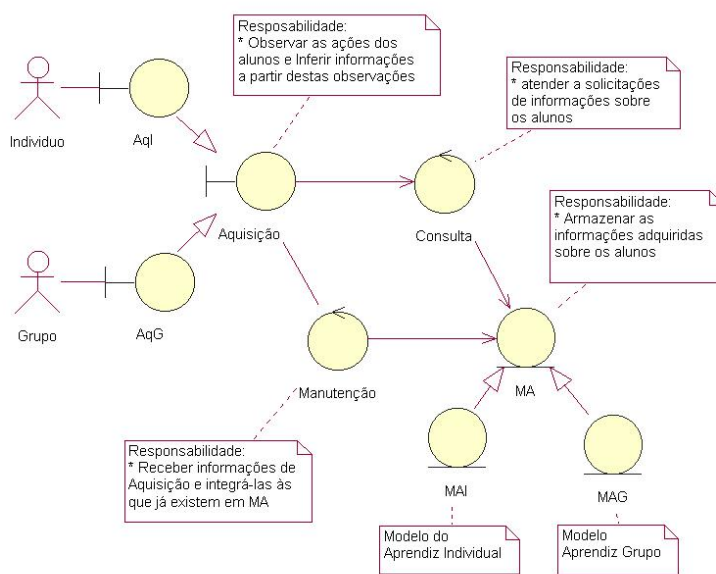 Resposabilidade:
* Observar as ações dos
alunos e Inferir informações
a partir destas observações
Responsabilidade:
* atender a solicitações
de informações sobre
os alunos
Individuo
AqI
Aquisição
Consulta
Responsabilidade:
* Armazenar as
informações adquiridas
sobre os alunos
Grupo
AqG
Manutenção
MA
Responsabilidade:
* Receber informações de
Aquisição e integrá-las às
que já existem em MA
MAI
MAG
Modelo do
Aprendiz Individual
Modelo
Aprendiz Grupo